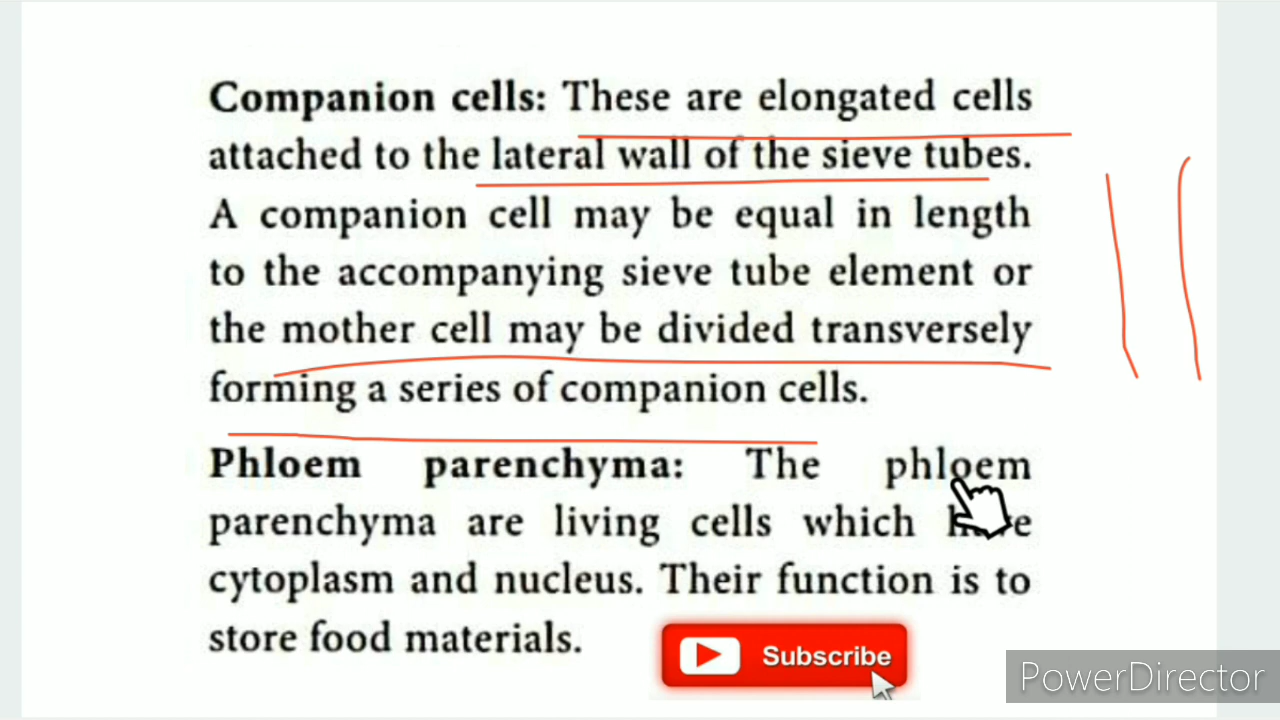 Companion cells: These are elongated cells
attached to the lateral wall of the sieve tubes.
A companion cell may be equal in length
to the accompanying sieve tube element or
the mother cell may be divided transversely
forming a series of companion cells.
Phloem parenchyma: The phloem
parenchyma are living cells which have
cytoplasm and nucleus. Their function is to
store food materials.
Subscribe
PowerDirector